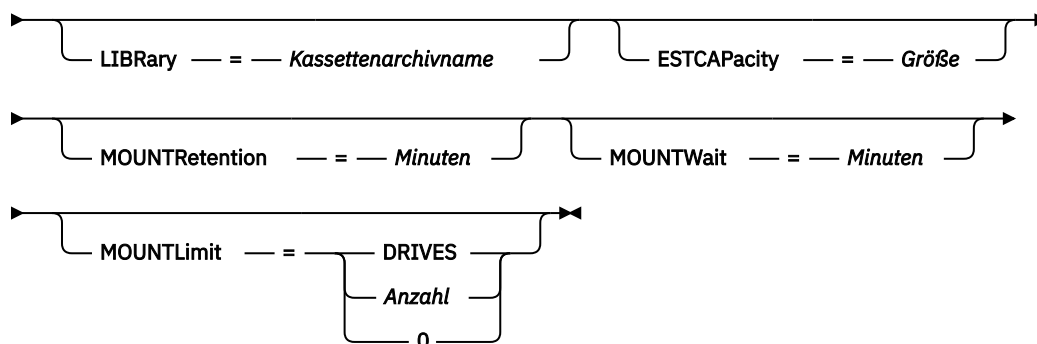 LIBRary = Kassettenarchivname ESTCAPacity = Größe
MOUNTRetention = Minuten MOUNTWait = Minuten
MOUNTLimit = DRIVES
Anzahl
0